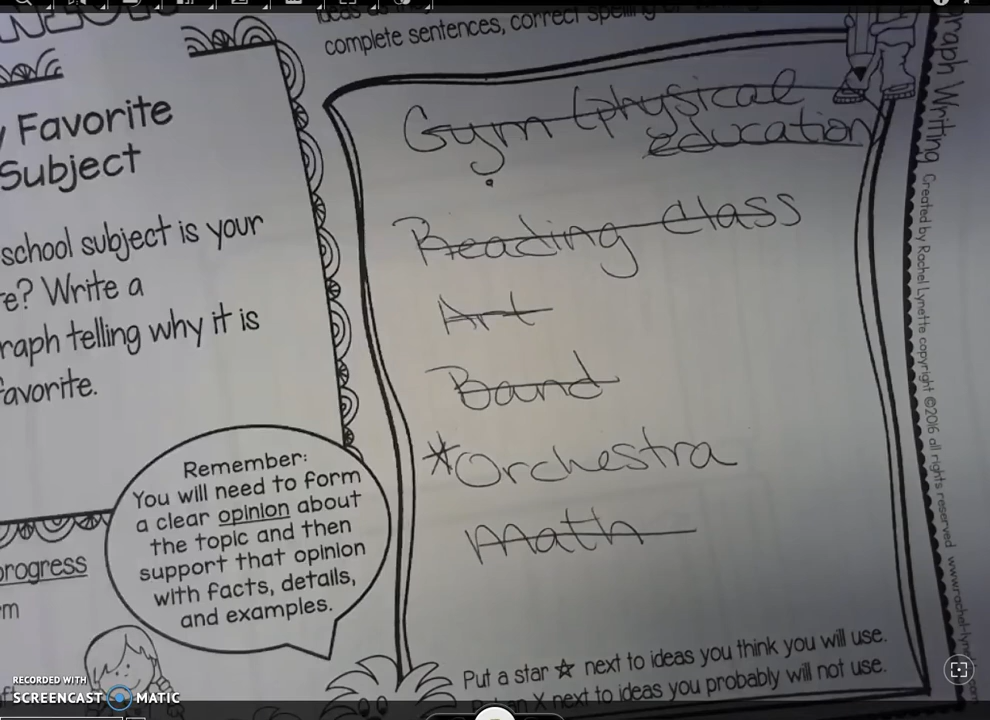 complete sentences, correct
Favorite
Subject
school subject is your
e? Write a
raph telling why it is
favorite.
Remember:
You will need to form
a clear opinion about
the topic and then
support that opinion
with facts, details,
and examples.
progress
Gym (physical
education
Reading Class
Art
Band
*Orchestra
Math
Put a star ☆ next to ideas you think you will use.
X next to ideas you probably will not use.
graph Writing Created by Rachel Lynette copyright ©2016 all rights reserved
RECORDED WITH
SCREENCAST MATIC